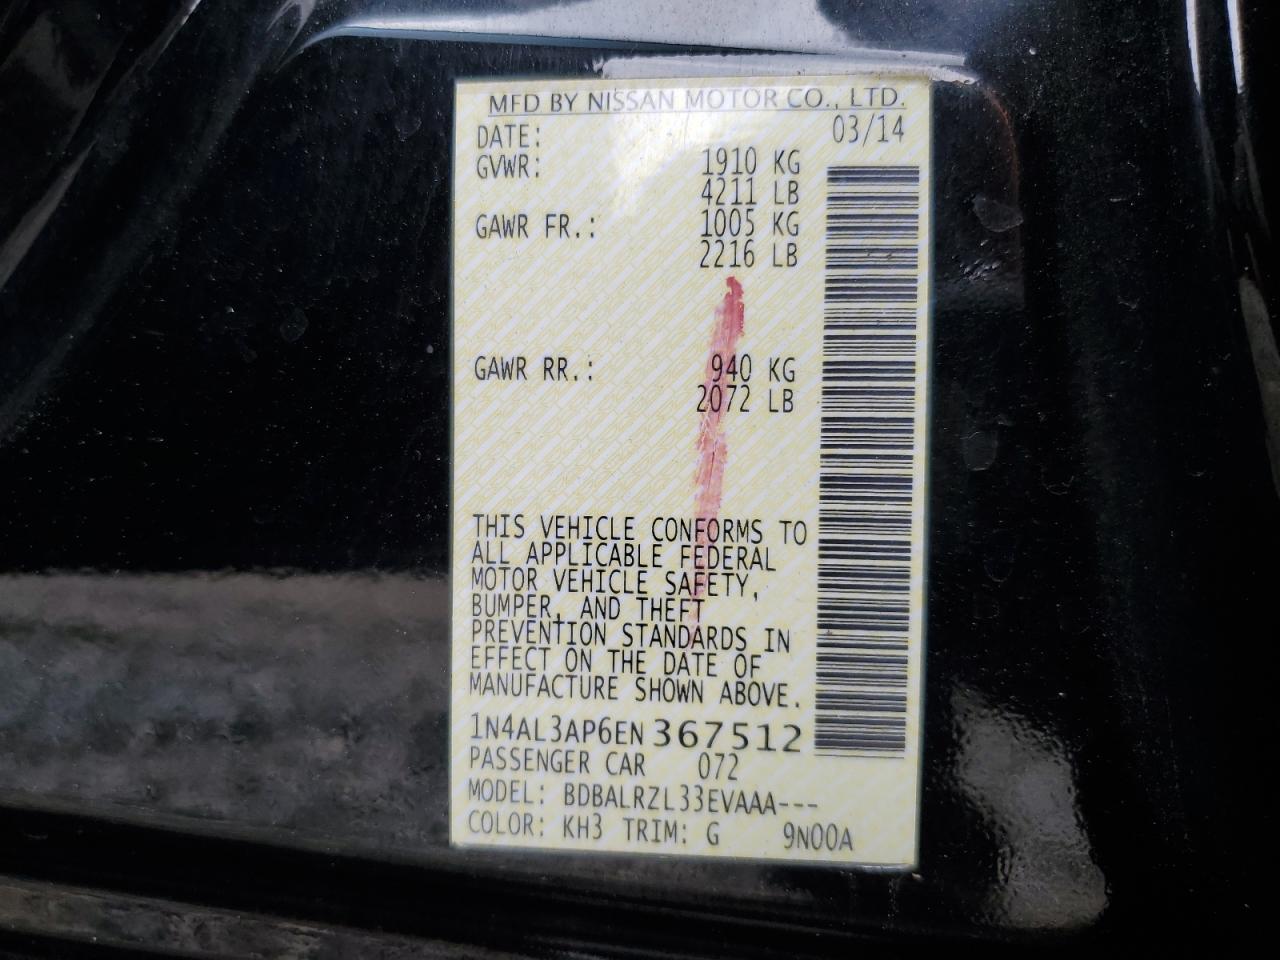 MFD BY NISSAN MOTOR CO., LTD.
DATE: 03/14
GVWR: 1910 KG
4211 LB
GAWR FR.: 1005 KG
2216 LB
GAWR RR.: 940 KG
2072 LB
THIS VEHICLE CONFORMS TO
ALL APPLICABLE FEDERAL
MOTOR VEHICLE SAFETY,
BUMPER, AND THEFT
PREVENTION STANDARDS IN
EFFECT ON THE DATE OF
MANUFACTURE SHOWN ABOVE.
1N4AL3AP6EN 367512
PASSENGER CAR 072
MODEL: BDBALRZL33EVAAA---
COLOR: KH3 TRIM: G 9N00A